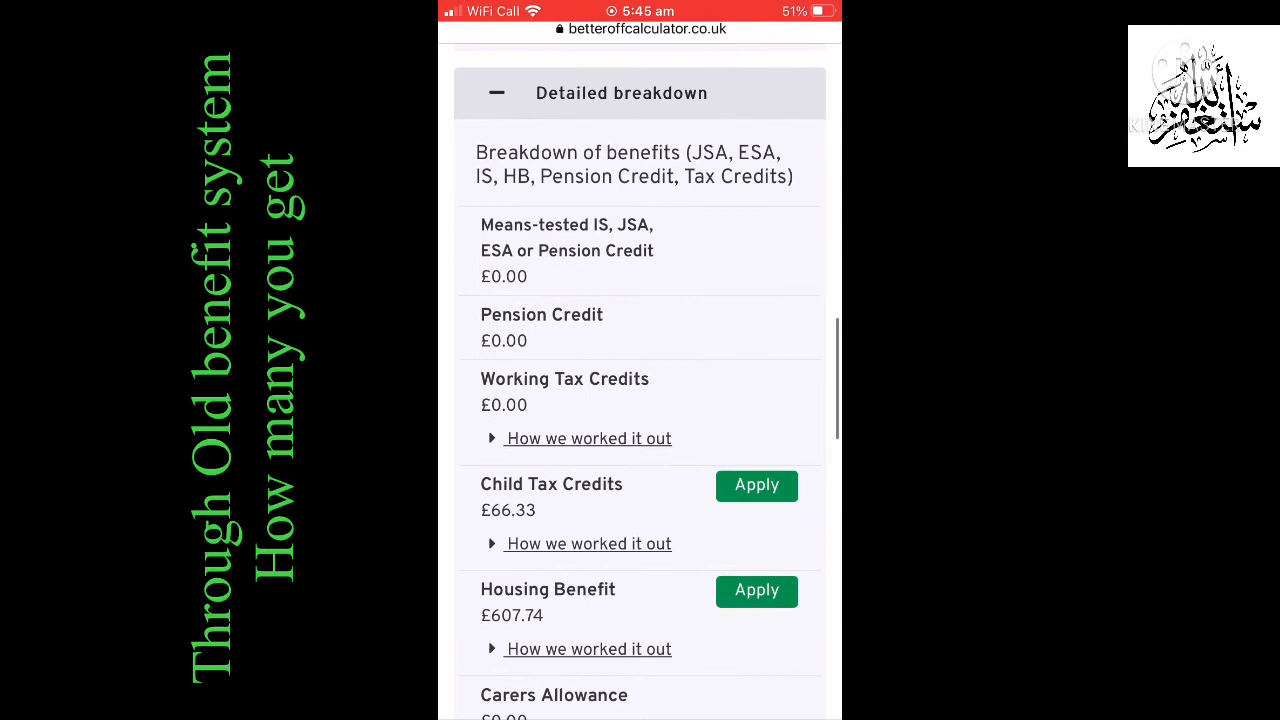 Through Old benefit system
How many you get
WiFi Call
5:45 am
51%
betteroffcalculator.co.uk
Detailed breakdown
Breakdown of benefits (JSA, ESA,
IS, HB, Pension Credit, Tax Credits)
Means-tested IS, JSA,
ESA or Pension Credit
£0.00
Pension Credit
£0.00
Working Tax Credits
£0.00
How we worked it out
Child Tax Credits
Apply
£66.33
How we worked it out
Housing Benefit
Apply
£607.74
How we worked it out
Carers Allowance
£0.00
أستغفر الله